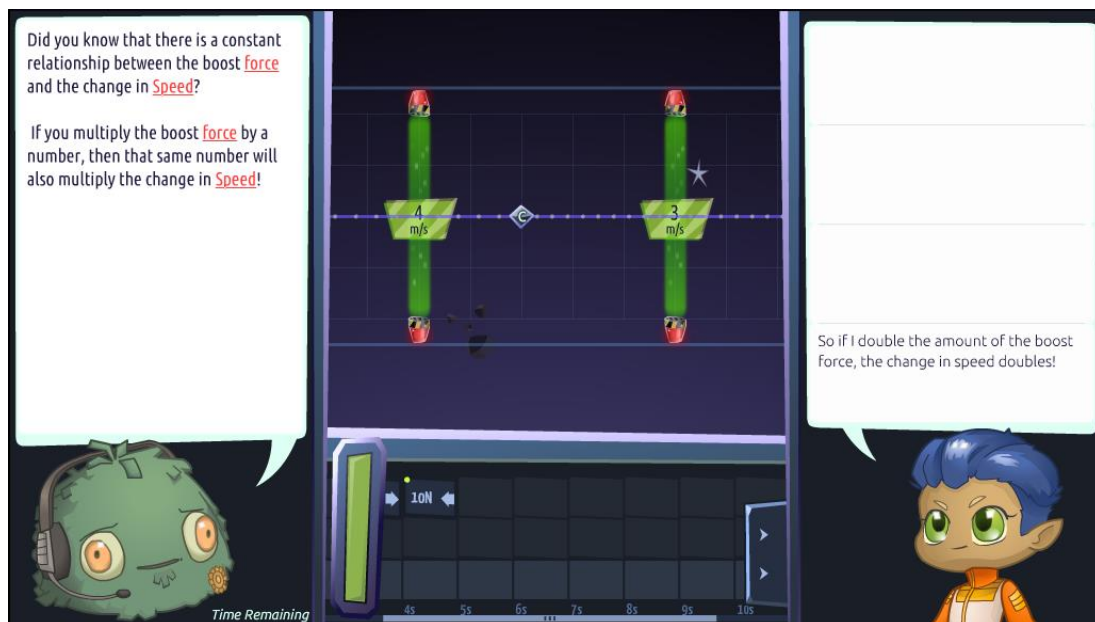 Did you know that there is a constant
relationship between the boost force
and the change in Speed?
If you multiply the boost force by a
number, then that same number will
also multiply the change in Speed!
4
m/s
C
3
m/s
So if I double the amount of the boost
force, the change in speed doubles!
10N
Time Remaining
4s 5s 6s 7s 8s 9s 10s